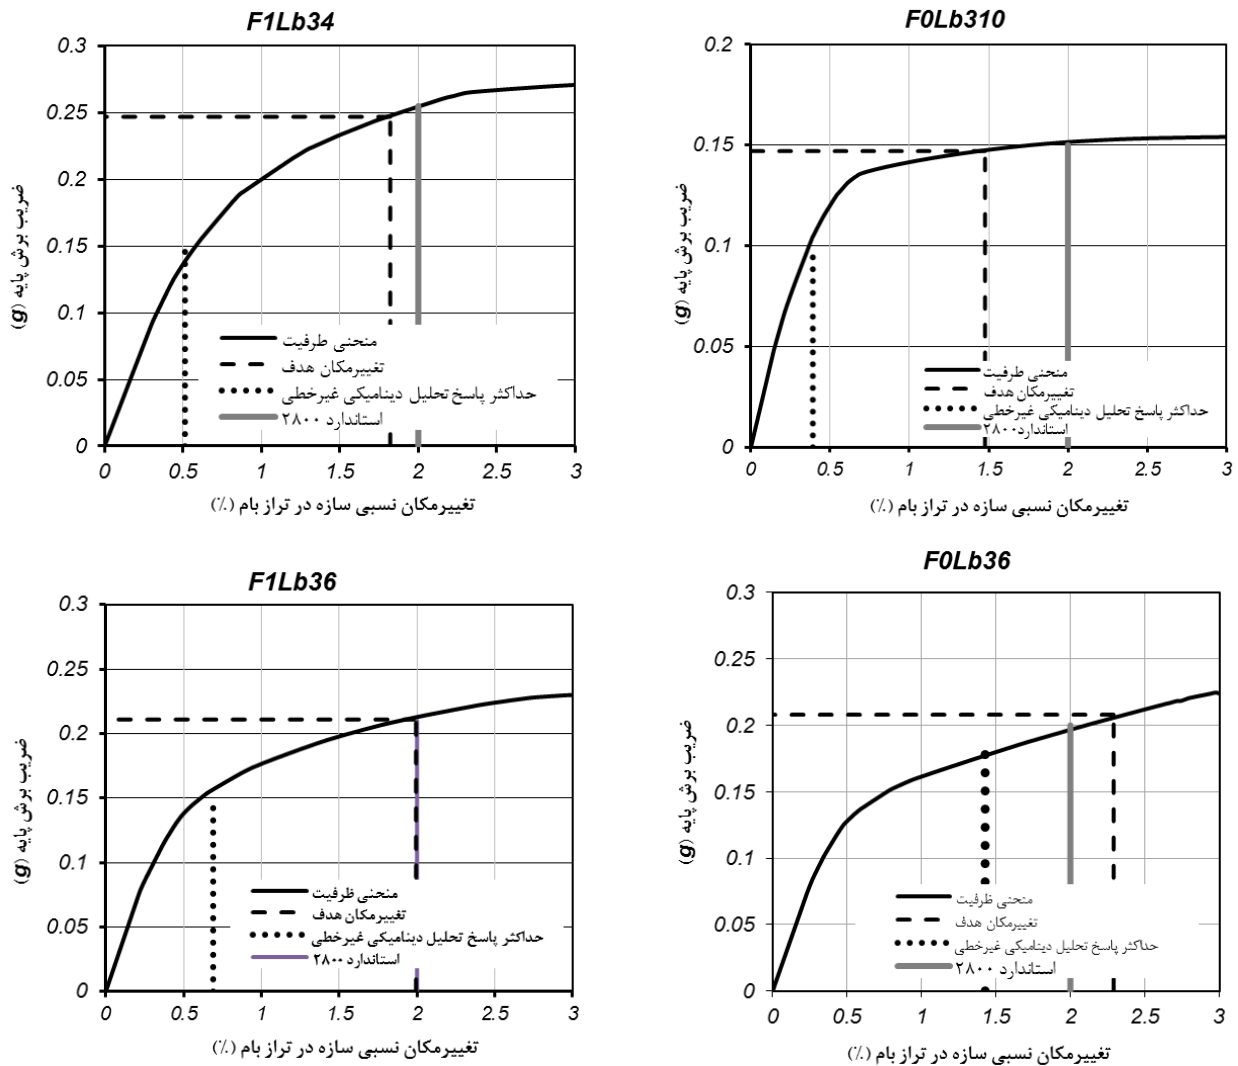 F1Lb34
0.3
0.25
0.2
0.15
0.1
0.05
0
ضریب برش پایه (g)
منحنی طرفیت
تغییرمکان هدف
حداکثر پاسخ تحلیل دینامیکی غیرخطی
استاندارد ۲۸۰۰
0 0.5 1 1.5 2 2.5 3
تغییرمکان نسبی سازه در تراز بام (٪)
F0Lb310
0.2
0.15
0.1
0.05
0
ضریب برش پایه (g)
منحنی طرفیت
تغییرمکان هدف
حداکثر پاسخ تحلیل دینامیکی غیرخطی
استاندارد۲۸۰۰
0 0.5 1 1.5 2 2.5 3
تغییرمکان نسبی سازه در تراز بام (٪)
F1Lb36
0.3
0.25
0.2
0.15
0.1
0.05
0
ضریب برش پایه (g)
منحنی ظرفیت
تغییرمکان هدف
حداکثر پاسخ تحلیل دینامیکی غیرخطی
استاندارد ۲۸۰۰
0 0.5 1 1.5 2 2.5 3
تغییرمکان نسبی سازه در تراز بام (٪)
F0Lb36
0.3
0.25
0.2
0.15
0.1
0.05
0
ضریب برش پایه (g)
منحنی ظرفیت
تغییرمکان هدف
حداکثر پاسخ تحلیل دینامیکی غیرخطی
استاندارد ۲۸۰۰
0 0.5 1 1.5 2 2.5 3
تغییرمکان نسبی سازه در تراز بام (٪)